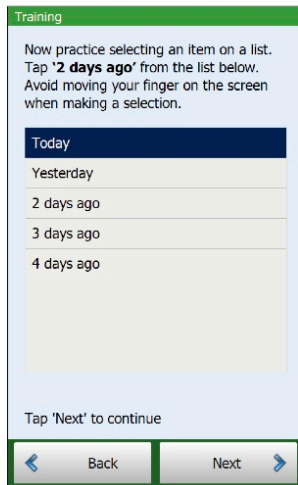 Training
Now practice selecting an item on a list.
Tap ‘2 days ago’ from the list below.
Avoid moving your finger on the screen
when making a selection.
Today
Yesterday
2 days ago
3 days ago
4 days ago
Tap 'Next' to continue
Back
Next